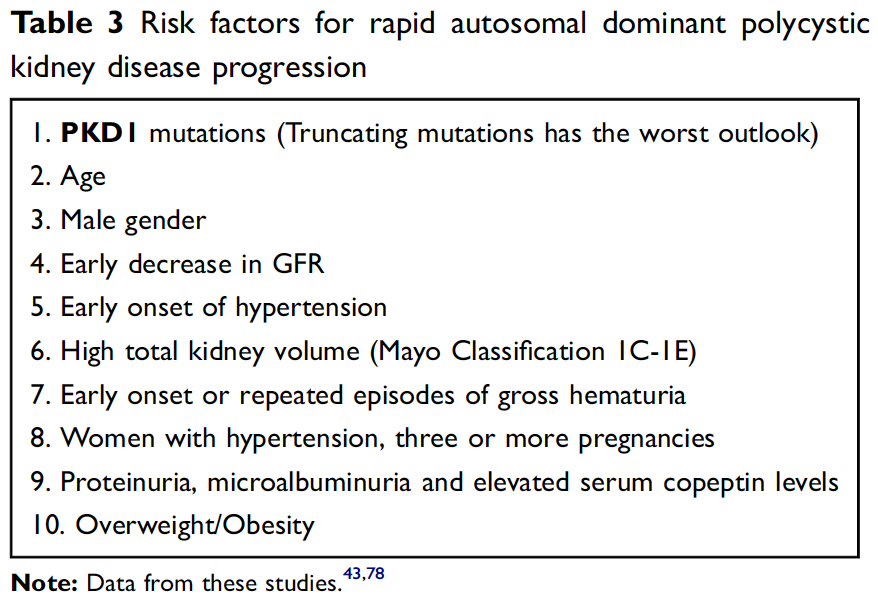 Table 3 Risk factors for rapid autosomal dominant polycystic
kidney disease progression
1. PKD1 mutations (Truncating mutations has the worst outlook)
2. Age
3. Male gender
4. Early decrease in GFR
5. Early onset of hypertension
6. High total kidney volume (Mayo Classification 1C-1E)
7. Early onset or repeated episodes of gross hematuria
8. Women with hypertension, three or more pregnancies
9. Proteinuria, microalbuminuria and elevated serum copeptin levels
10. Overweight/Obesity
Note: Data from these studies.43,78